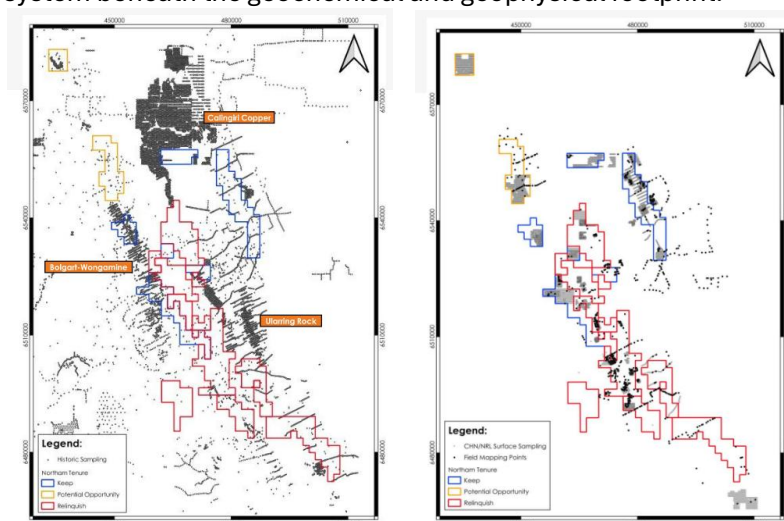 system beneath the geochemical and geophysical footprint.
450000
480000
510000
6570000
6540000
6510000
6480000
Calingiri Copper
Bolgart-Wongamine
Ularring Rock
Legend:
Historic Sampling
Northam Tenure
Keep
Potential Opportunity
Relinquish
450000
480000
510000
6570000
6540000
6510000
6480000
Legend:
CHN/NRL Surface Sampling
Field Mapping Points
Northam Tenure
Keep
Potential Opportunity
Relinquish